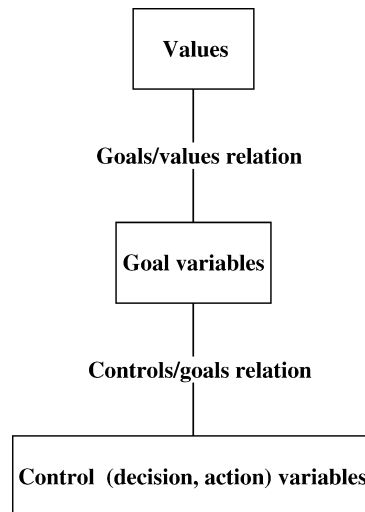 Values
Goals/values relation
Goal variables
Controls/goals relation
Control (decision, action) variables